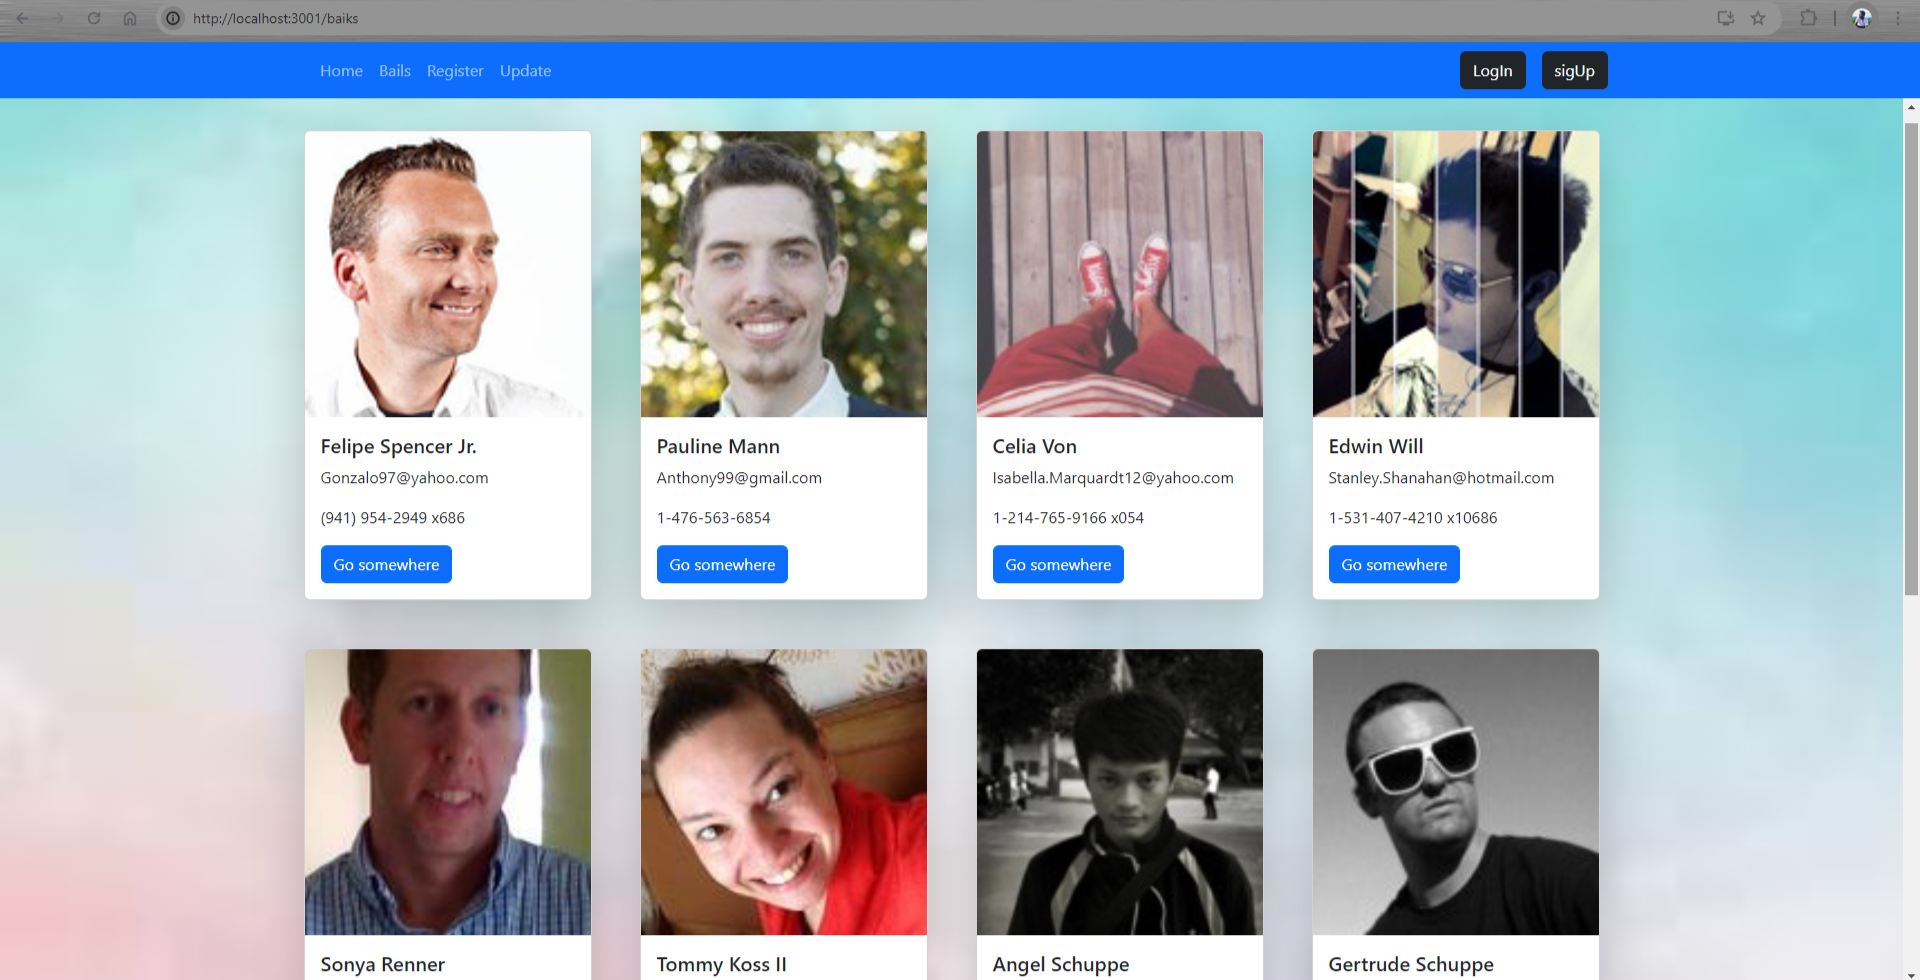 http://localhost:3001/baiks
Home Bails Register Update LogIn sigUp
Felipe Spencer Jr.
Gonzalo97@yahoo.com
(941) 954-2949 x686
Go somewhere
Pauline Mann
Anthony99@gmail.com
1-476-563-6854
Go somewhere
Celia Von
Isabella.Marquardt12@yahoo.com
1-214-765-9166 x054
Go somewhere
Edwin Will
Stanley.Shanahan@hotmail.com
1-531-407-4210 x10686
Go somewhere
Sonya Renner
Tommy Koss II
Angel Schuppe
Gertrude Schuppe